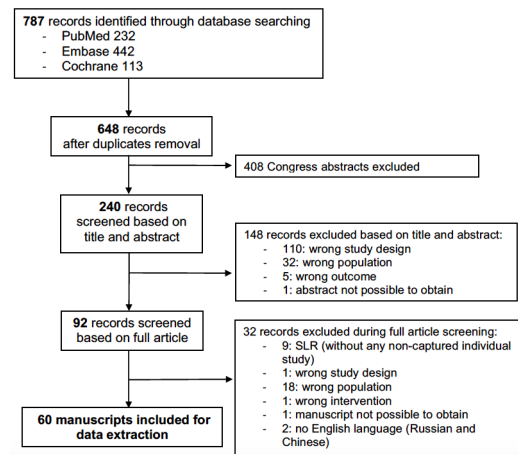 787 records identified through database searching
- PubMed 232
- Embase 442
- Cochrane 113
648 records
after duplicates removal
408 Congress abstracts excluded
240 records
screened based on
title and abstract
148 records excluded based on title and abstract:
- 110: wrong study design
- 32: wrong population
- 5: wrong outcome
- 1: abstract not possible to obtain
92 records screened
based on full article
32 records excluded during full article screening:
- 9: SLR (without any non-captured individual
study)
- 1: wrong study design
- 18: wrong population
- 1: wrong intervention
- 1: manuscript not possible to obtain
- 2: no English language (Russian and
Chinese)
60 manuscripts included for
data extraction